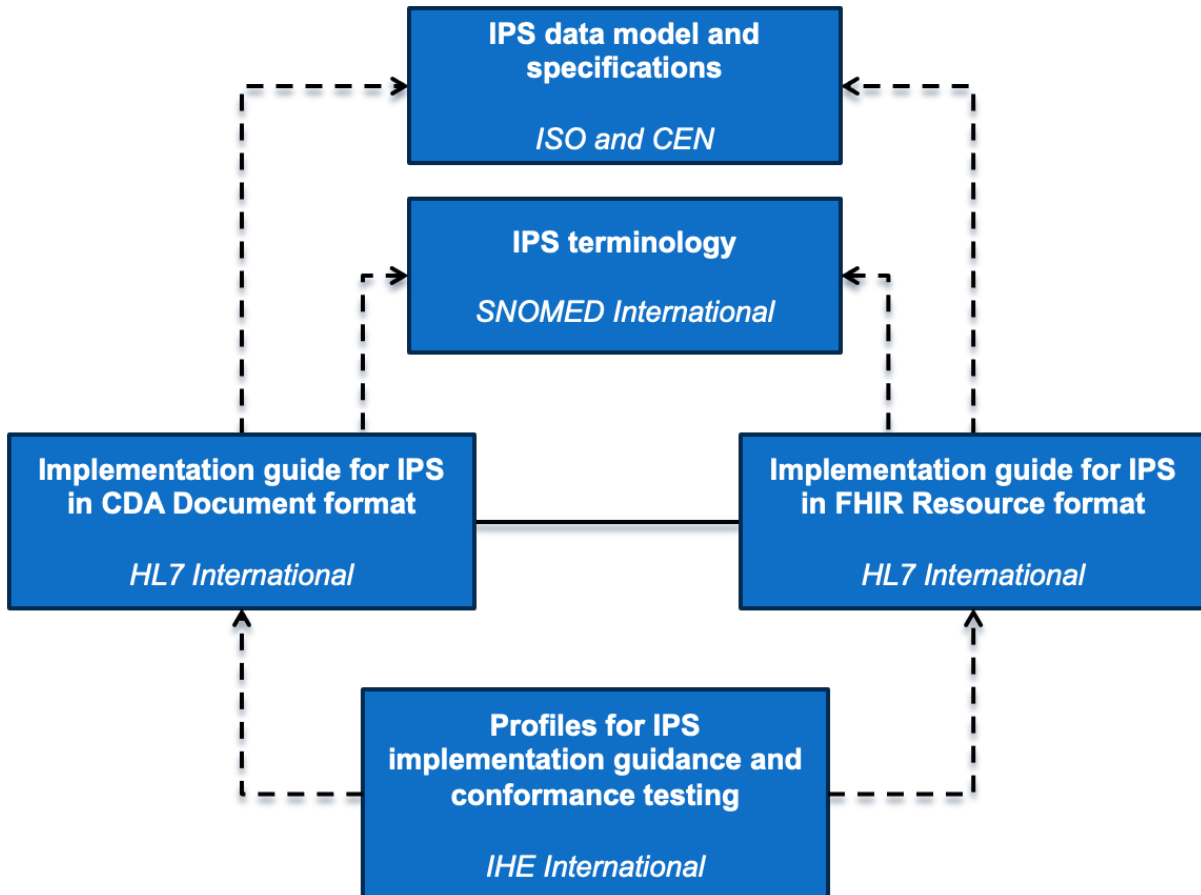 IPS data model and
specifications
ISO and CEN
IPS terminology
SNOMED International
Implementation guide for IPS
in CDA Document format
HL7 International
Implementation guide for IPS
in FHIR Resource format
HL7 International
Profiles for IPS
implementation guidance and
conformance testing
IHE International